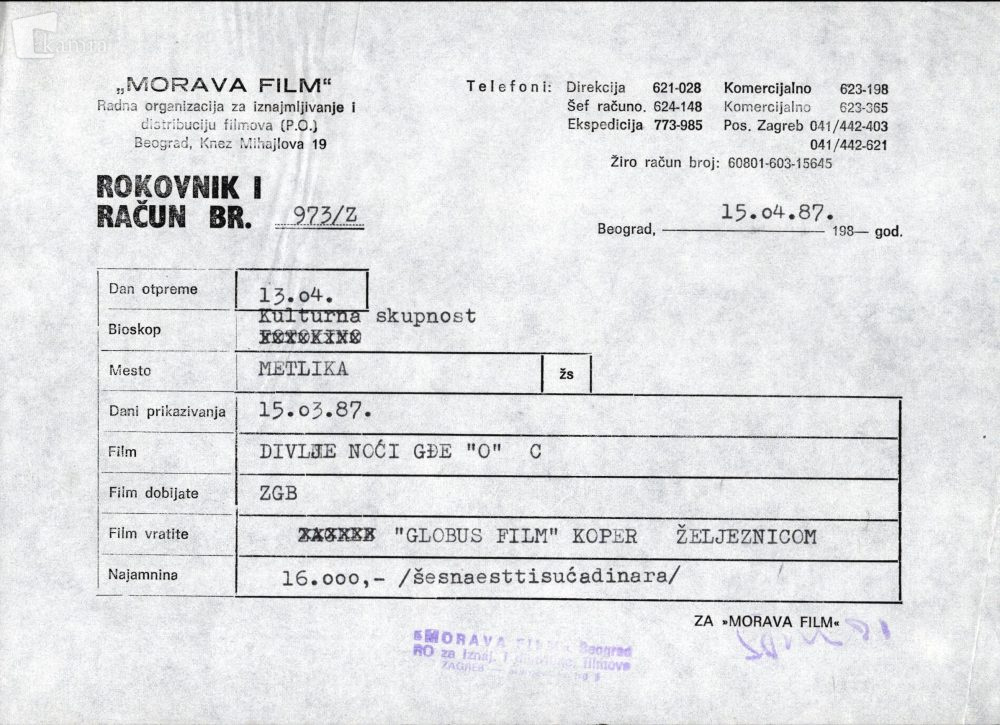 „MORAVA FILM“
Radna organizacija za iznajmljivanje i
distribuciju filmova (P.O.)
Beograd, Knez Mihajlova 19
Telefoni: Direkcija 621-028 Komercijalno 623-198
Šef računo. 624-148 Komercijalno 623-365
Ekspedicija 773-985 Pos. Zagreb 041/442-403
041/442-621
Žiro račun broj: 60801-603-15645
ROKOVNIK I
RAČUN BR. 973/Z
Beograd, 15.04.87. 198— god.
Dan otpreme 13.04.
Bioskop Kulturna skupnost
Mesto METLIKA žs
Dani prikazivanja 15.03.87.
Film DIVLJE NOĆI GĐE "O" C
Film dobijate ZGB
Film vratite "GLOBUS FILM" KOPER ŽELJEZNICOM
Najamnina 16.000,- /šesnaesttisućadinara/
ZA »MORAVA FILM«
MORAVA FILM Beograd
RO za iznaj. i filmova
ZAGREB